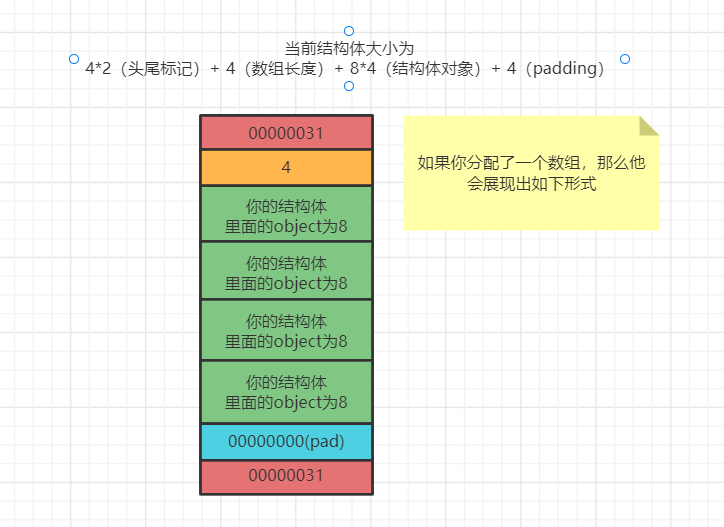 当前结构体大小为
4*2（头尾标记）+ 4（数组长度）+ 8*4（结构体对象）+ 4（padding）
00000031
4
如果你分配了一个数组，那么他
会展现出如下形式
你的结构体
里面的object为8
你的结构体
里面的object为8
你的结构体
里面的object为8
你的结构体
里面的object为8
00000000(pad)
00000031